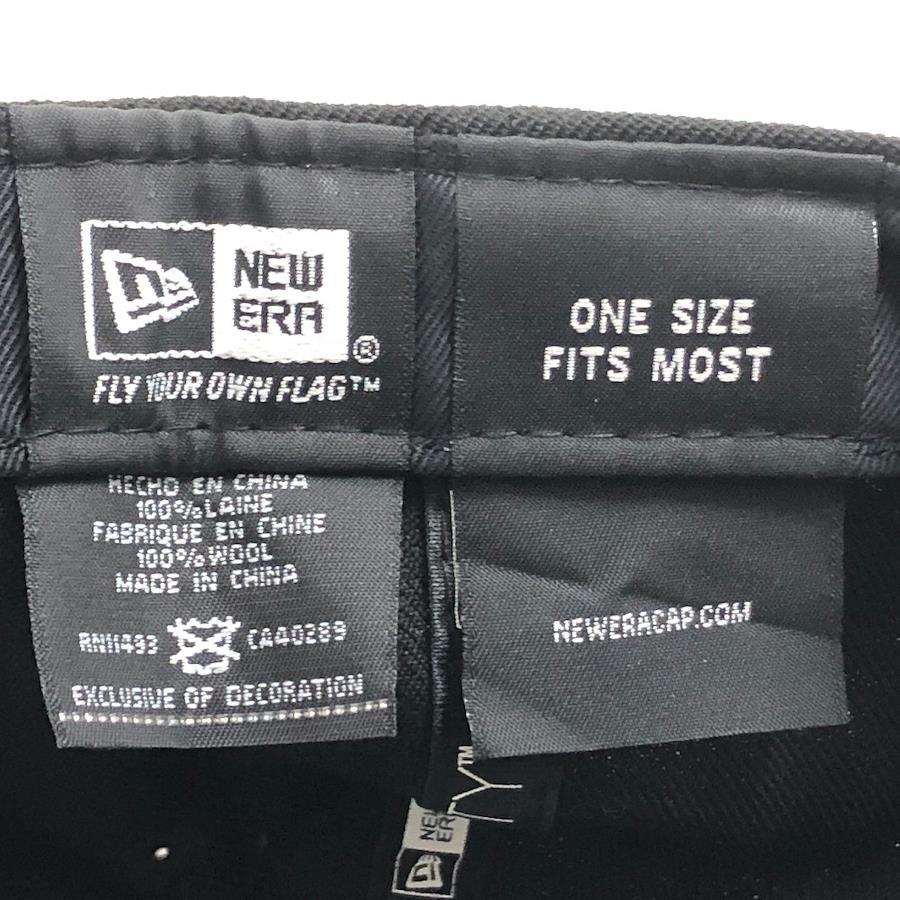 NEW
ERA
®
FLY YOUR OWN FLAG™
ONE SIZE
FITS MOST
HECHO EN CHINA
100% LAINE
FABRIQUE EN CHINE
100% WOOL
MADE IN CHINA
RN11493 CA40289
EXCLUSIVE OF DECORATION
NEWERACAP.COM
TY™
NEW
ERA